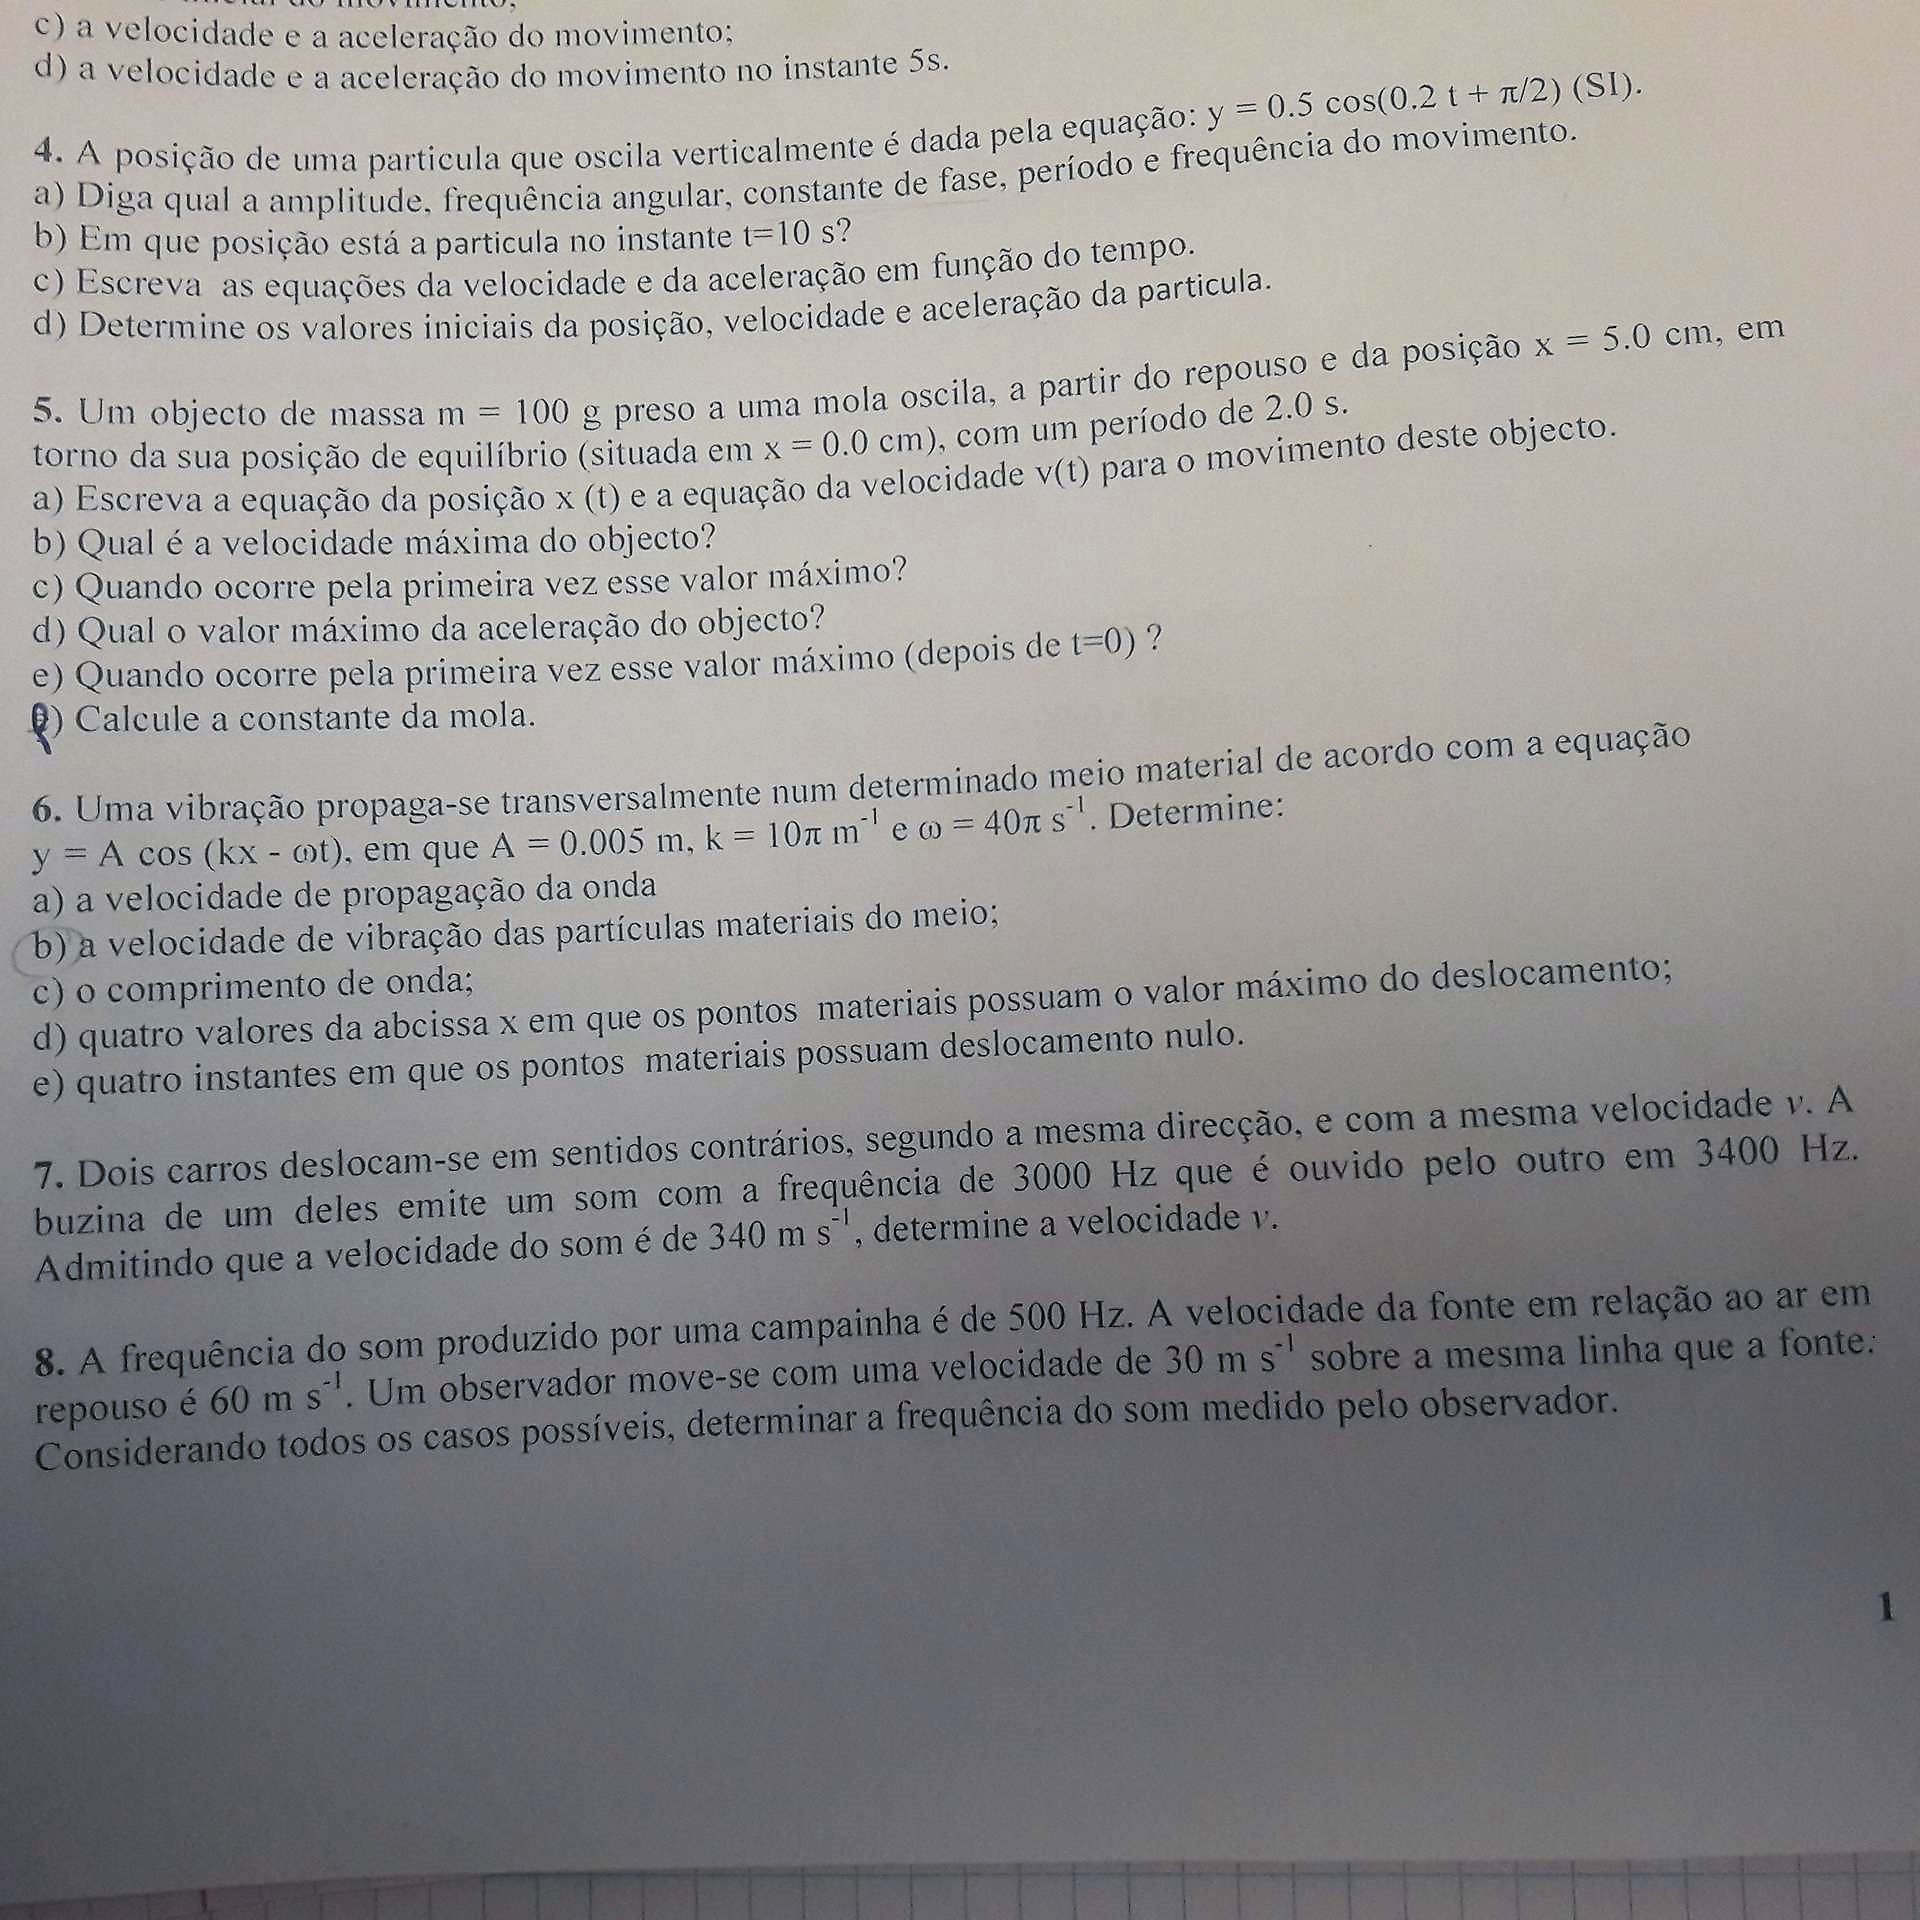 c) a velocidade e a aceleração do movimento;
d) a velocidade e a aceleração do movimento no instante 5s.
4. A posição de uma particula que oscila verticalmente é dada pela equação: y = 0.5 cos(0.2 t + π/2) (SI).
a) Diga qual a amplitude, frequência angular, constante de fase, período e frequência do movimento.
b) Em que posição está a particula no instante t=10 s?
c) Escreva as equações da velocidade e da aceleração em função do tempo.
d) Determine os valores iniciais da posição, velocidade e aceleração da particula.
5. Um objecto de massa m = 100 g preso a uma mola oscila, a partir do repouso e da posição x = 5.0 cm, em
torno da sua posição de equilíbrio (situada em x = 0.0 cm), com um período de 2.0 s.
a) Escreva a equação da posição x (t) e a equação da velocidade v(t) para o movimento deste objecto.
b) Qual é a velocidade máxima do objecto?
c) Quando ocorre pela primeira vez esse valor máximo?
d) Qual o valor máximo da aceleração do objecto?
e) Quando ocorre pela primeira vez esse valor máximo (depois de t=0) ?
) Calcule a constante da mola.
6. Uma vibração propaga-se transversalmente num determinado meio material de acordo com a equação
y = A cos (kx - ωt), em que A = 0.005 m, k = 10π m⁻¹ e ω = 40π s⁻¹. Determine:
a) a velocidade de propagação da onda
b) a velocidade de vibração das partículas materiais do meio;
c) o comprimento de onda;
d) quatro valores da abcissa x em que os pontos materiais possuam o valor máximo do deslocamento;
e) quatro instantes em que os pontos materiais possuam deslocamento nulo.
7. Dois carros deslocam-se em sentidos contrários, segundo a mesma direcção, e com a mesma velocidade v. A
buzina de um deles emite um som com a frequência de 3000 Hz que é ouvido pelo outro em 3400 Hz.
Admitindo que a velocidade do som é de 340 m s⁻¹, determine a velocidade v.
8. A frequência do som produzido por uma campainha é de 500 Hz. A velocidade da fonte em relação ao ar em
repouso é 60 m s⁻¹. Um observador move-se com uma velocidade de 30 m s⁻¹ sobre a mesma linha que a fonte.
Considerando todos os casos possíveis, determinar a frequência do som medido pelo observador.
1